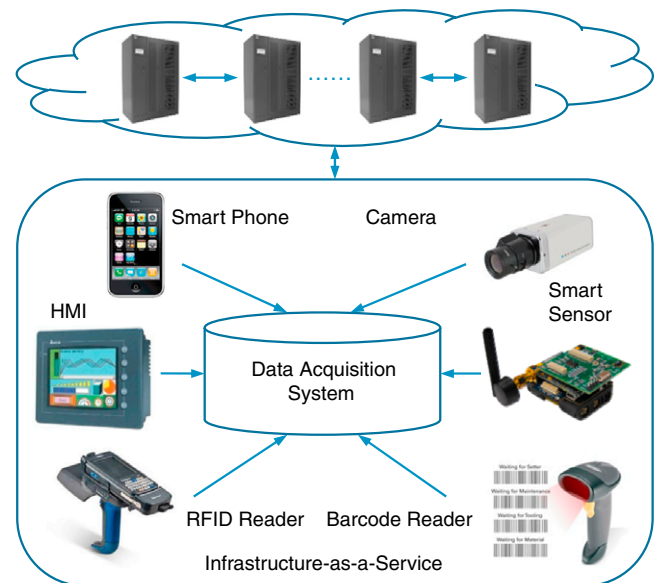 Smart Phone
Camera
HMI
Smart
Sensor
Data Acquisition
System
Waiting for Setter
Waiting for Maintenance
Waiting for Tooling
Waiting for Material
RFID Reader
Barcode Reader
Infrastructure-as-a-Service